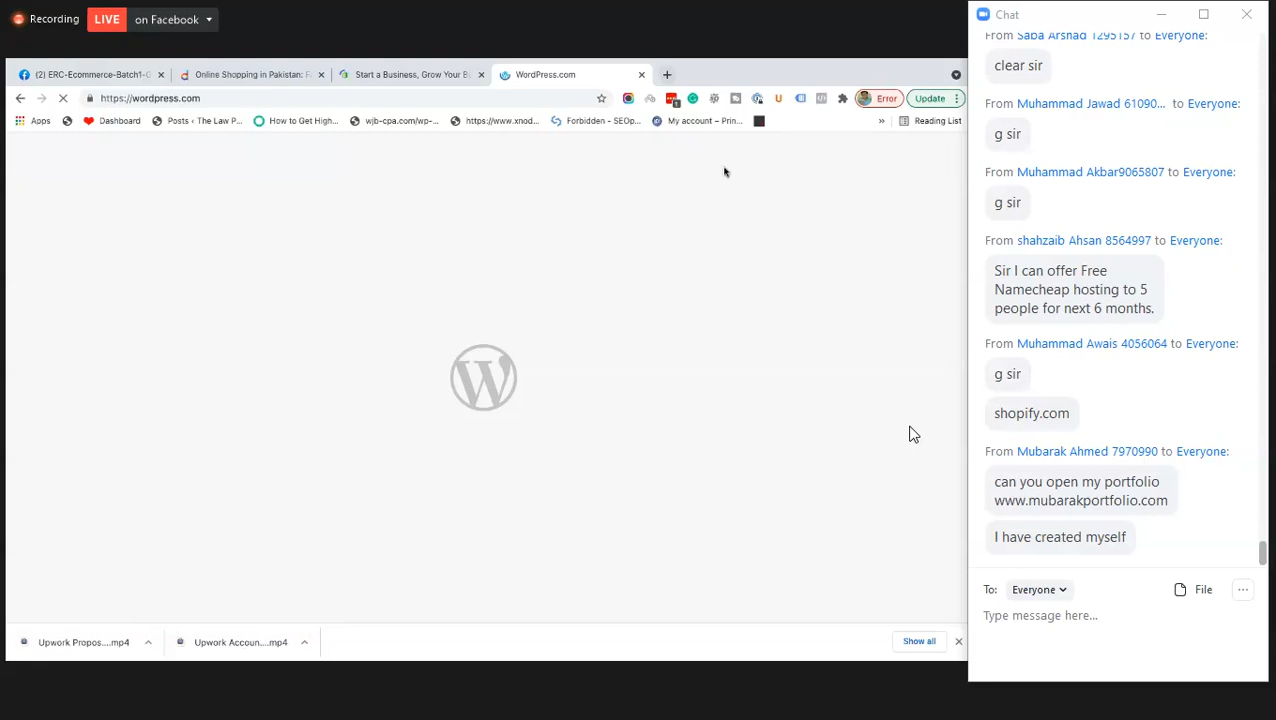 Recording
LIVE on Facebook
(2) ERC-Ecommerce-Batch1-G
Online Shopping in Pakistan: F
Start a Business, Grow Your B
WordPress.com
https://wordpress.com
Error
Update
Apps
Dashboard
Posts ‹ The Law P...
How to Get High...
wjb-cpa.com/wp-...
https://www.xnod...
Forbidden - SEOp...
My account – Prin...
»
Reading List
W
Upwork Propos....mp4
Upwork Accoun....mp4
Show all
Chat
From Saba Arshad 1295157 to Everyone:
clear sir
From Muhammad Jawad 61090... to Everyone:
g sir
From Muhammad Akbar9065807 to Everyone:
g sir
From shahzaib Ahsan 8564997 to Everyone:
Sir I can offer Free
Namecheap hosting to 5
people for next 6 months.
From Muhammad Awais 4056064 to Everyone:
g sir
shopify.com
From Mubarak Ahmed 7970990 to Everyone:
can you open my portfolio
www.mubarakportfolio.com
I have created myself
To: Everyone
File
...
Type message here...